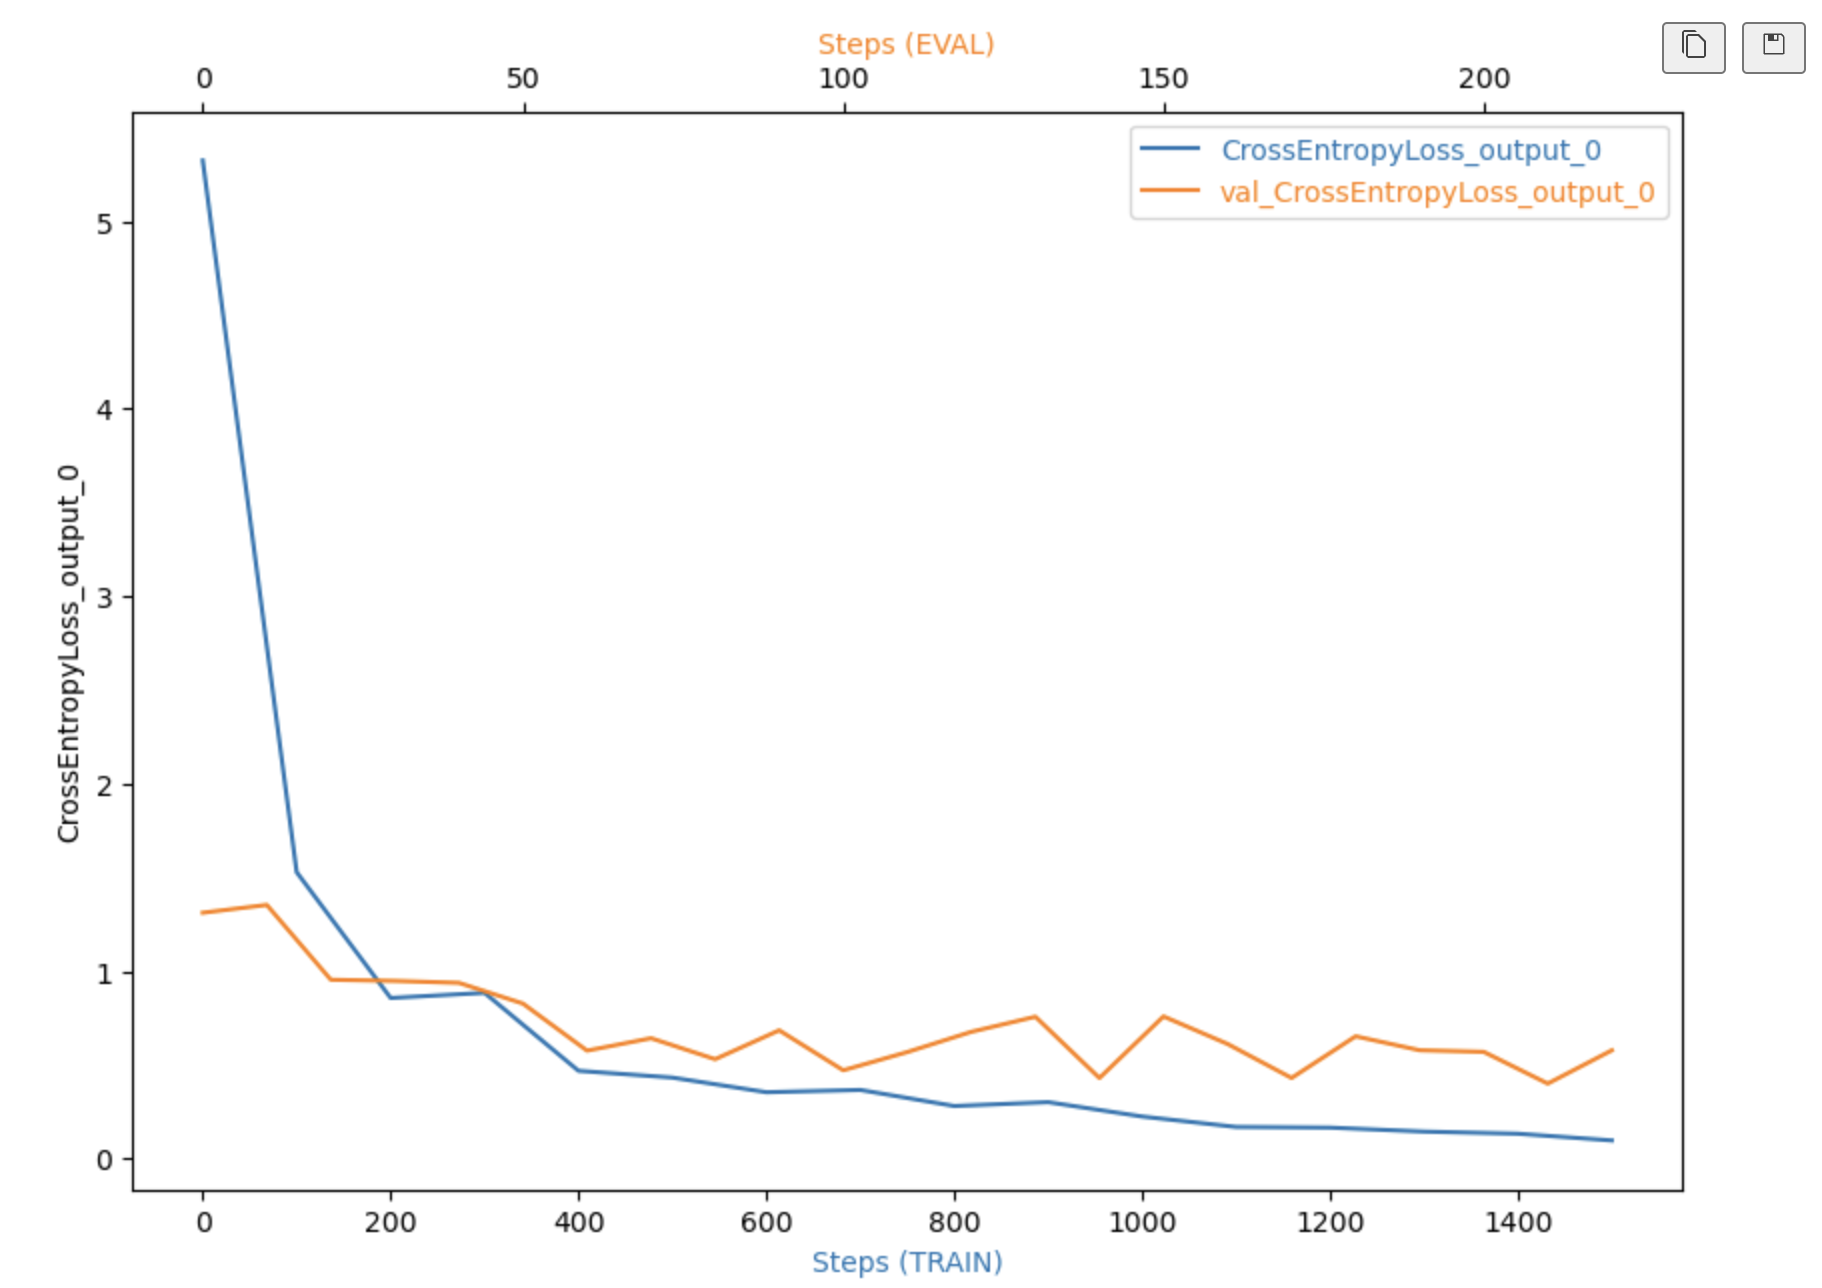 Steps (EVAL)
0 50 100 150 200
CrossEntropyLoss_output_0
val_CrossEntropyLoss_output_0
5
4
3
2
1
0
CrossEntropyLoss_output_0
0 200 400 600 800 1000 1200 1400
Steps (TRAIN)